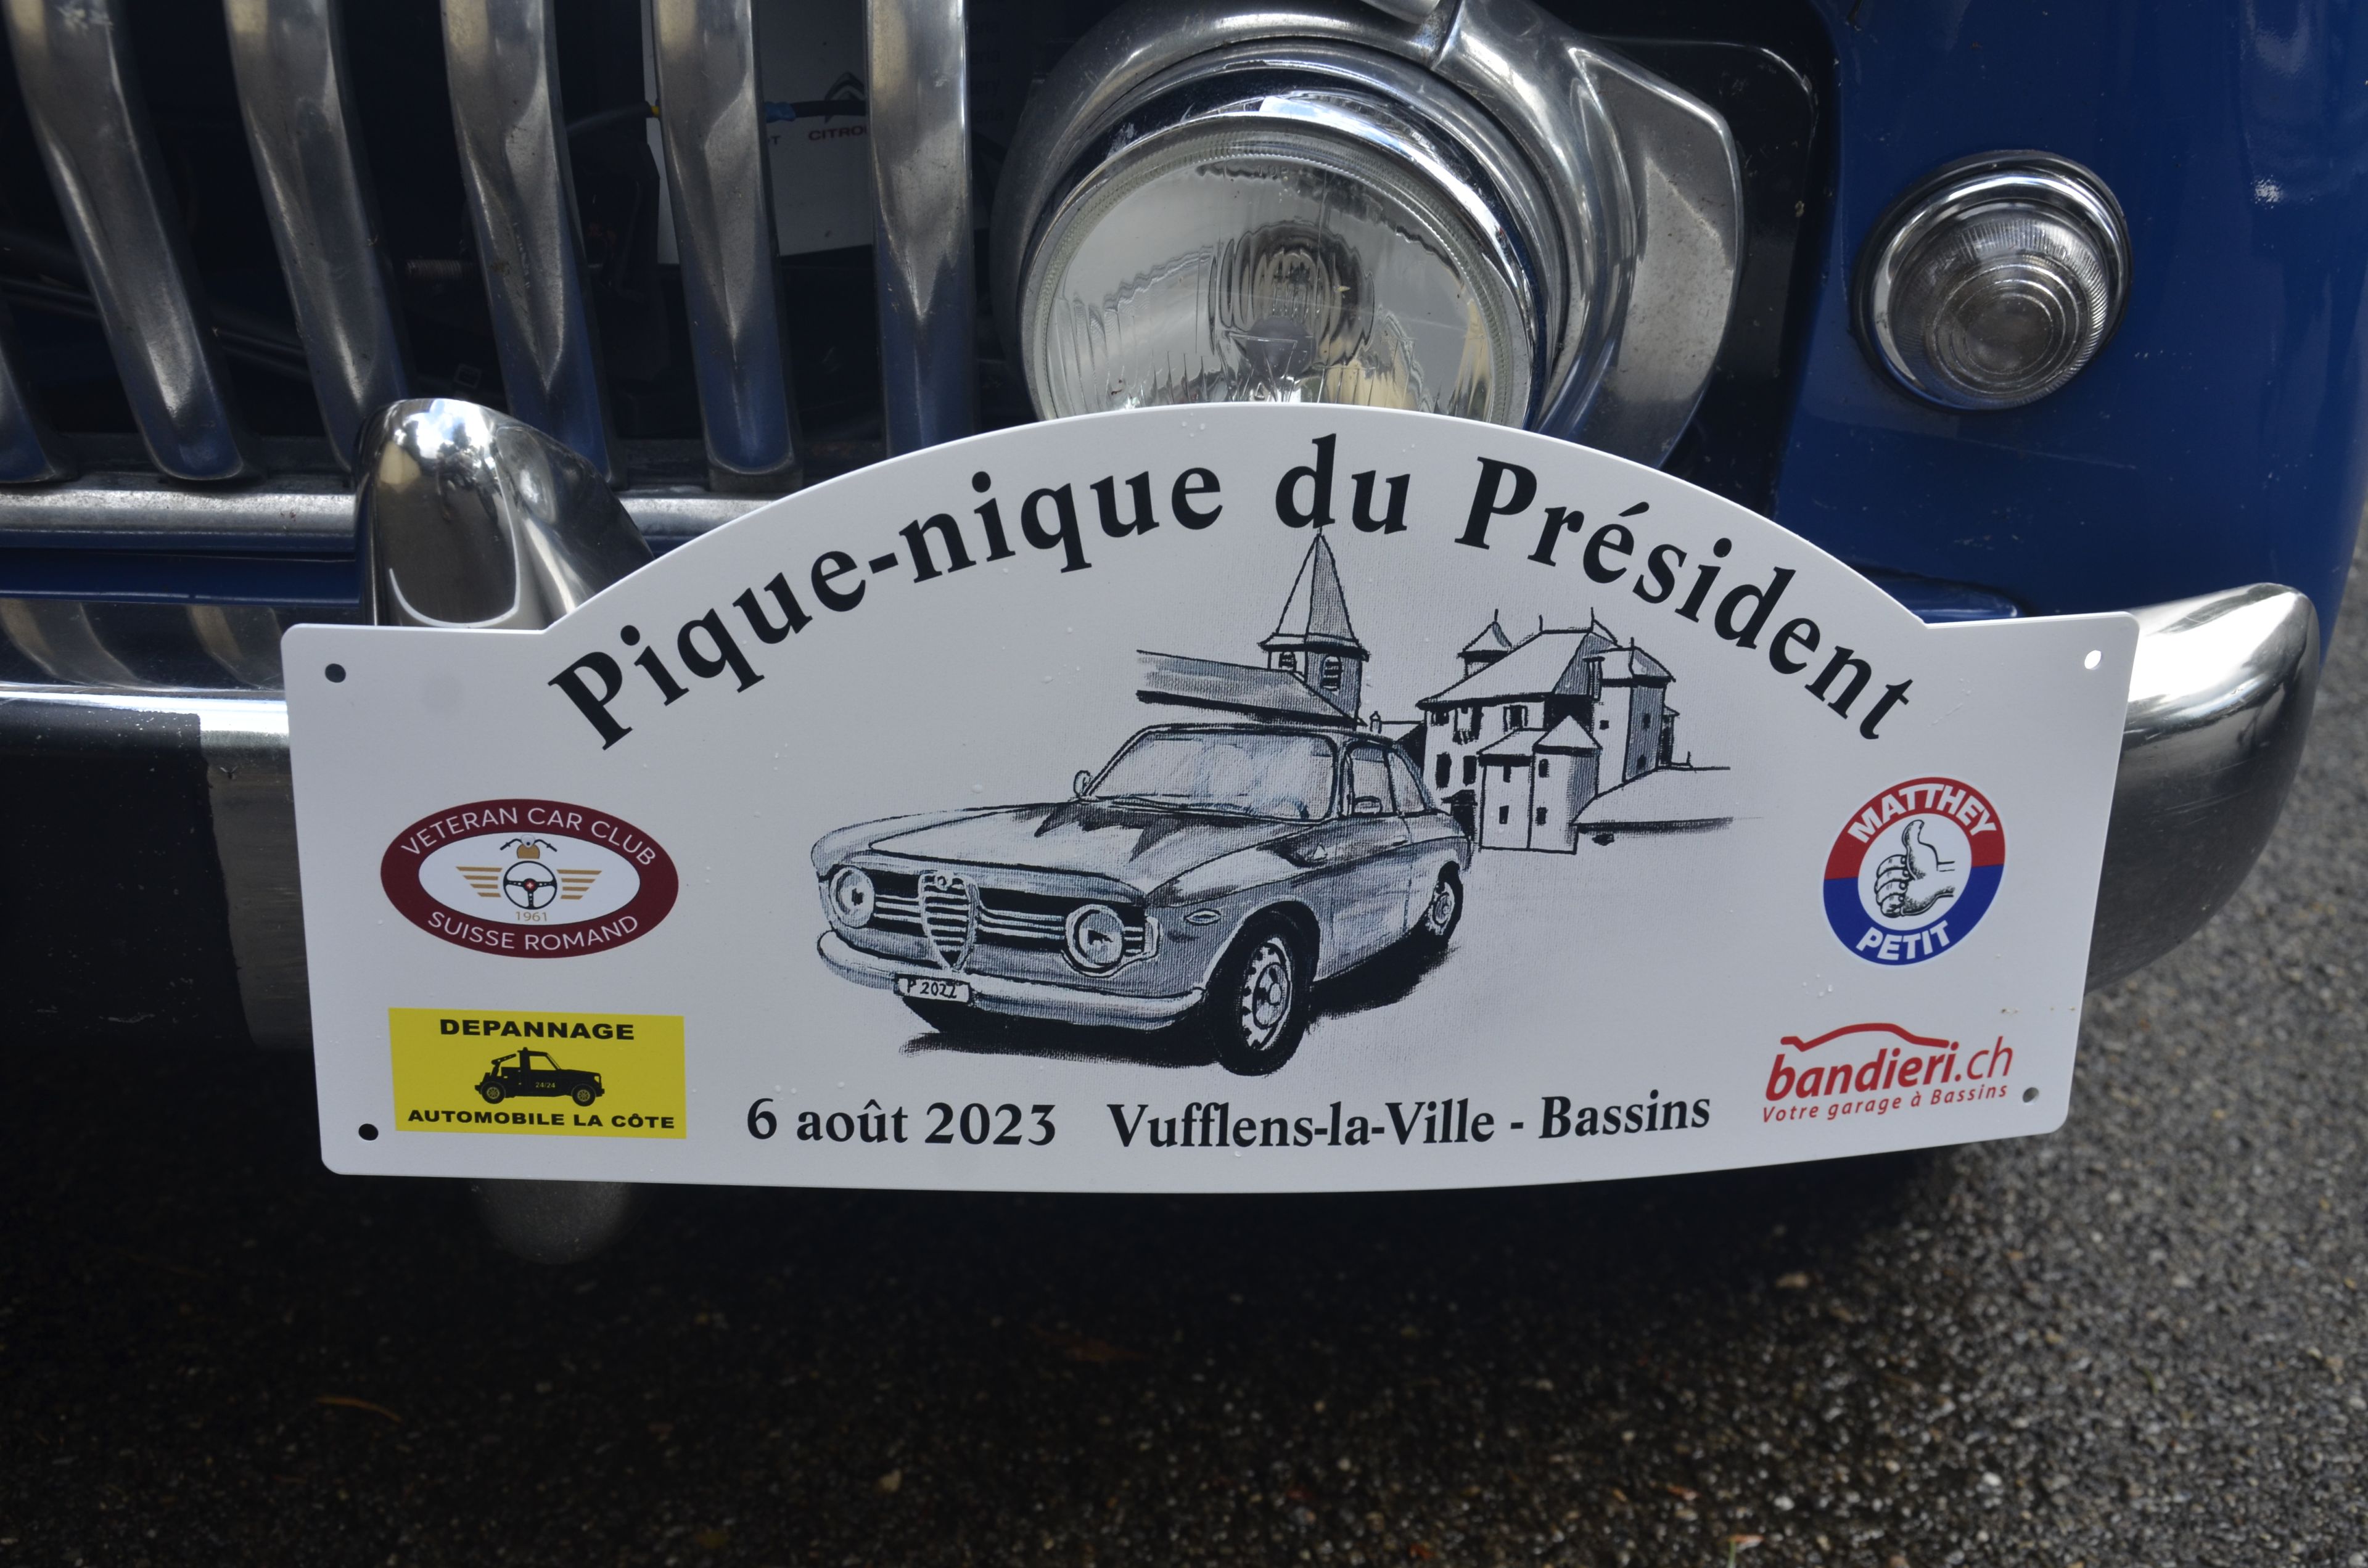 Pique-nique du Président
VETERAN CAR CLUB
1961
SUISSE ROMAND
MATTHEY
PETIT
P 2022
DEPANNAGE
24/24
AUTOMOBILE LA CÔTE
6 août 2023 Vufflens-la-Ville - Bassins
bandieri.ch
Votre garage à Bassins